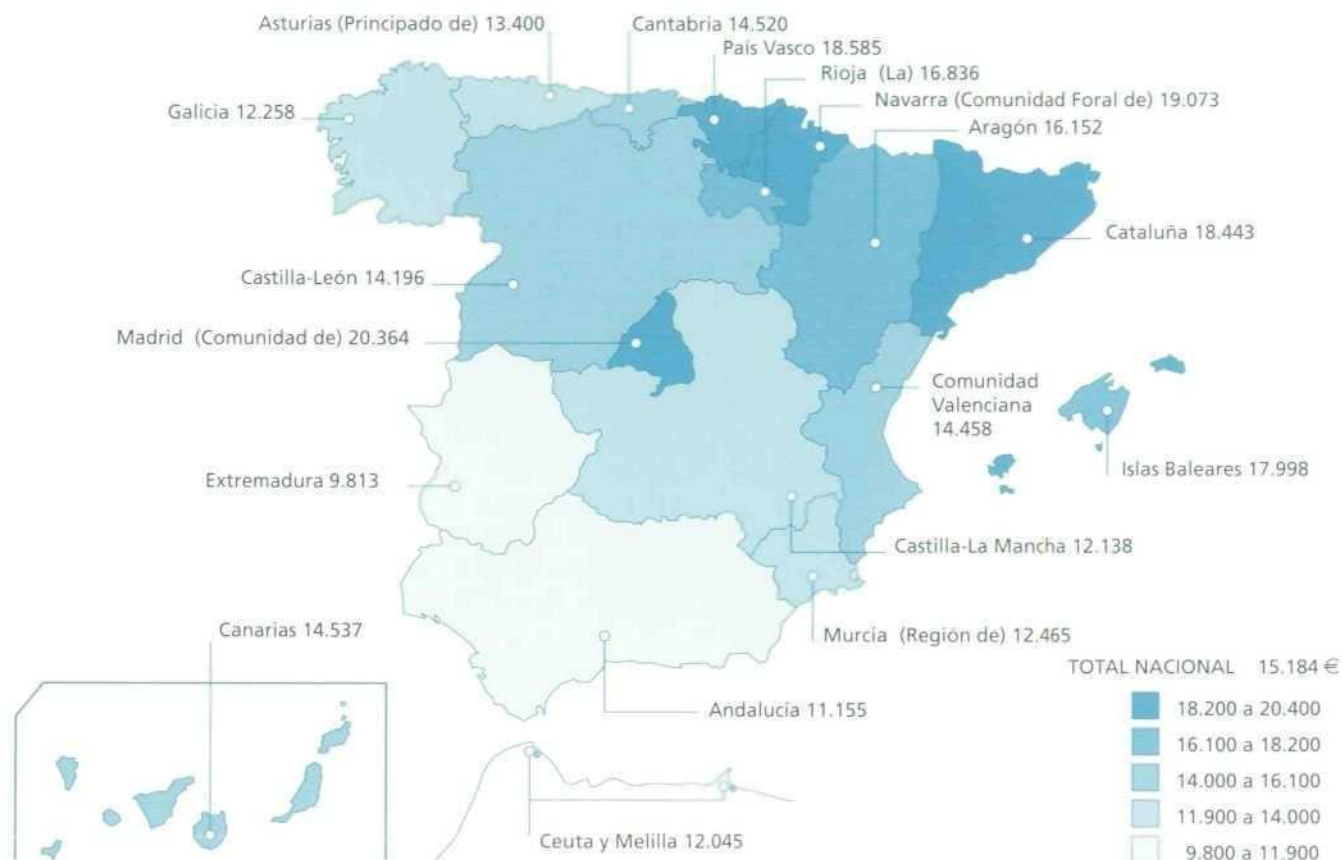 Asturias (Principado de) 13.400
Cantabria 14.520
País Vasco 18.585
Rioja (La) 16.836
Navarra (Comunidad Foral de) 19.073
Galicia 12.258
Aragón 16.152
Cataluña 18.443
Castilla-León 14.196
Madrid (Comunidad de) 20.364
Comunidad
Valenciana
14.458
Islas Baleares 17.998
Extremadura 9.813
Castilla-La Mancha 12.138
Canarias 14.537
Murcia (Región de) 12.465
Andalucía 11.155
Ceuta y Melilla 12.045
TOTAL NACIONAL 15.184 €
18.200 a 20.400
16.100 a 18.200
14.000 a 16.100
11.900 a 14.000
9.800 a 11.900